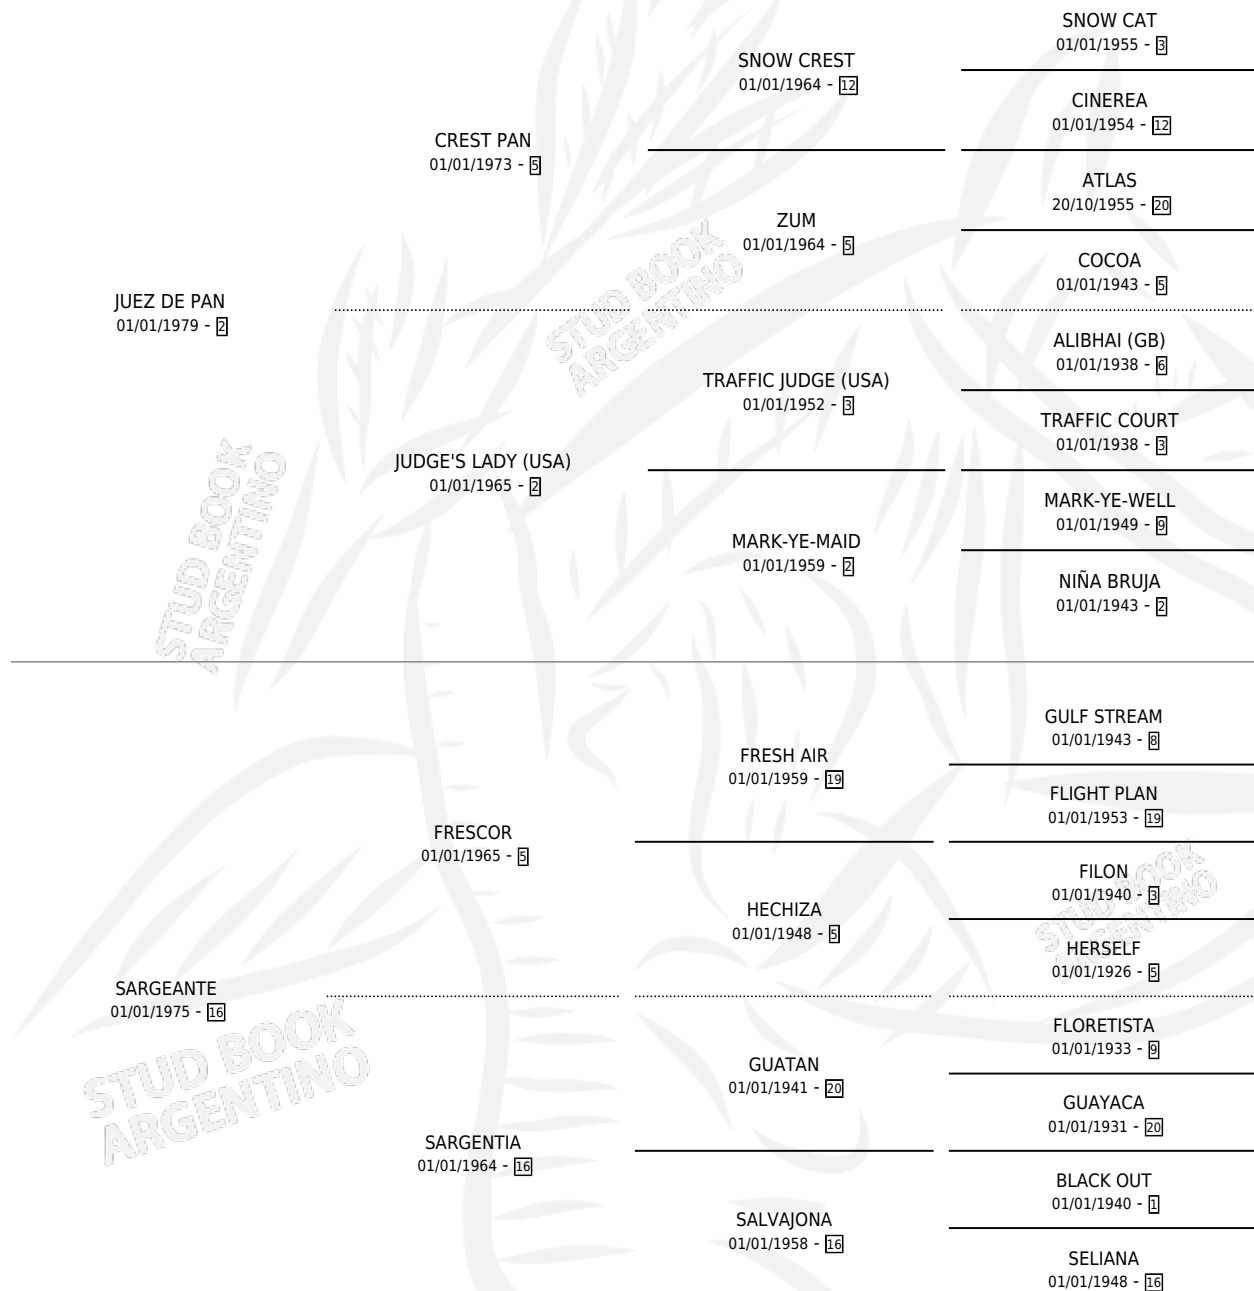 SNOW CAT
01/01/1955 - 3
SNOW CREST
01/01/1964 - 12
CINEREA
01/01/1954 - 12
CREST PAN
01/01/1973 - 5
ATLAS
20/10/1955 - 20
ZUM
01/01/1964 - 5
COCOA
01/01/1943 - 5
JUEZ DE PAN
01/01/1979 - 2
ALIBHAI (GB)
01/01/1938 - 6
TRAFFIC JUDGE (USA)
01/01/1952 - 3
TRAFFIC COURT
01/01/1938 - 3
JUDGE'S LADY (USA)
01/01/1965 - 2
MARK-YE-WELL
01/01/1949 - 9
MARK-YE-MAID
01/01/1959 - 2
NIÑA BRUJA
01/01/1943 - 2
GULF STREAM
01/01/1943 - 8
FRESH AIR
01/01/1959 - 19
FLIGHT PLAN
01/01/1953 - 19
FRESCOR
01/01/1965 - 5
FILON
01/01/1940 - 3
HECHIZA
01/01/1948 - 5
HERSELF
01/01/1926 - 5
SARGEANTE
01/01/1975 - 16
FLORETISTA
01/01/1933 - 9
GUATAN
01/01/1941 - 20
GUAYACA
01/01/1931 - 20
SARGENTIA
01/01/1964 - 16
BLACK OUT
01/01/1940 - 1
SALVAJONA
01/01/1958 - 16
SELIANA
01/01/1948 - 16
STUD BOOK
ARGENTINO
STUD BOOK
ARGENTINO
STUD BOOK
ARGENTINO
STUD BOOK
ARGENTINO